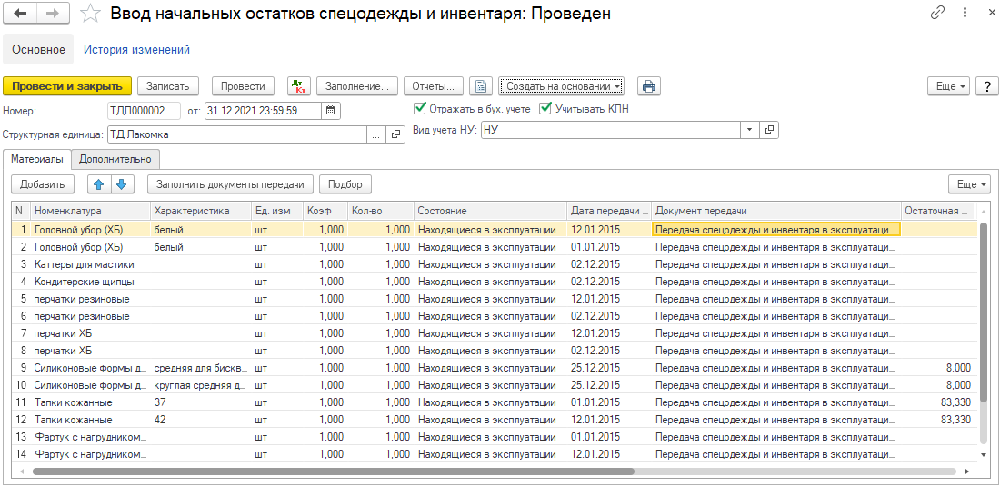 Ввод начальных остатков спецодежды и инвентаря: Проведен
Основное История изменений
Провести и закрыть Записать Провести Дт Кт Заполнение... Отчеты... Создать на основании Еще ?
Номер: ТДЛ000002 от: 31.12.2021 23:59:59 Отражать в бух. учете Учитывать КПН
Структурная единица: ТД Лакомка ... Вид учета НУ: НУ
Материалы Дополнительно
Добавить Заполнить документы передачи Подбор Еще
N Номенклатура Характеристика Ед. изм Коэф Кол-во Состояние Дата передачи ... Документ передачи Остаточная ...
1 Головной убор (ХБ) белый шт 1,000 1,000 Находящиеся в эксплуатации 12.01.2015 Передача спецодежды и инвентаря в эксплуатаци...
2 Головной убор (ХБ) белый шт 1,000 1,000 Находящиеся в эксплуатации 01.01.2015 Передача спецодежды и инвентаря в эксплуатаци...
3 Каттеры для мастики шт 1,000 1,000 Находящиеся в эксплуатации 02.12.2015 Передача спецодежды и инвентаря в эксплуатаци...
4 Кондитерские щипцы шт 1,000 1,000 Находящиеся в эксплуатации 02.12.2015 Передача спецодежды и инвентаря в эксплуатаци...
5 перчатки резиновые шт 1,000 1,000 Находящиеся в эксплуатации 12.01.2015 Передача спецодежды и инвентаря в эксплуатаци...
6 перчатки резиновые шт 1,000 1,000 Находящиеся в эксплуатации 02.12.2015 Передача спецодежды и инвентаря в эксплуатаци...
7 перчатки ХБ шт 1,000 1,000 Находящиеся в эксплуатации 12.01.2015 Передача спецодежды и инвентаря в эксплуатаци...
8 перчатки ХБ шт 1,000 1,000 Находящиеся в эксплуатации 02.12.2015 Передача спецодежды и инвентаря в эксплуатаци...
9 Силиконовые формы д... средняя для бискв... шт 1,000 1,000 Находящиеся в эксплуатации 25.12.2015 Передача спецодежды и инвентаря в эксплуатаци... 8,000
10 Силиконовые формы д... круглая средняя д... шт 1,000 1,000 Находящиеся в эксплуатации 25.12.2015 Передача спецодежды и инвентаря в эксплуатаци... 8,000
11 Тапки кожанные 37 шт 1,000 1,000 Находящиеся в эксплуатации 01.01.2015 Передача спецодежды и инвентаря в эксплуатаци... 83,330
12 Тапки кожанные 42 шт 1,000 1,000 Находящиеся в эксплуатации 12.01.2015 Передача спецодежды и инвентаря в эксплуатаци... 83,330
13 Фартук с нагрудником... шт 1,000 1,000 Находящиеся в эксплуатации 01.01.2015 Передача спецодежды и инвентаря в эксплуатаци...
14 Фартук с нагрудником... шт 1,000 1,000 Находящиеся в эксплуатации 12.01.2015 Передача спецодежды и инвентаря в эксплуатаци...